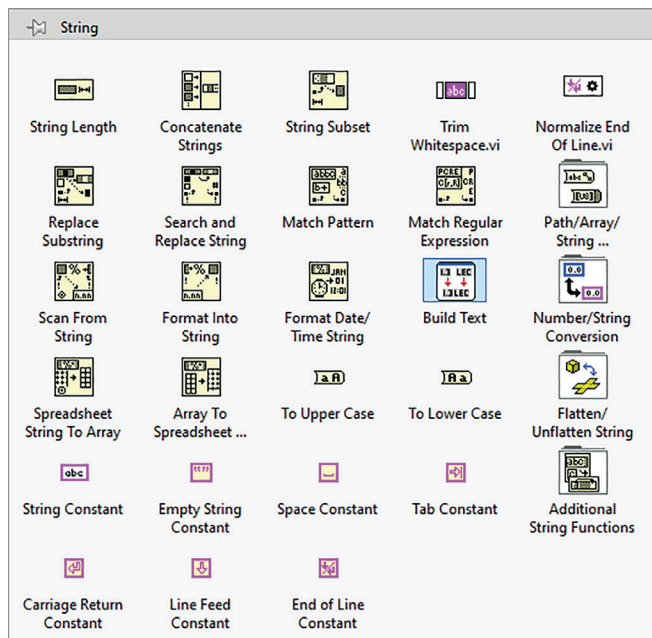 String
String Length
Concatenate
Strings
String Subset
Trim
Whitespace.vi
Normalize End
Of Line.vi
Replace
Substring
Search and
Replace String
Match Pattern
Match Regular
Expression
Path/Array/
String ...
Scan From
String
Format Into
String
Format Date/
Time String
Build Text
Number/String
Conversion
Spreadsheet
String To Array
Array To
Spreadsheet ...
To Upper Case
To Lower Case
Flatten/
Unflatten String
String Constant
Empty String
Constant
Space Constant
Tab Constant
Additional
String Functions
Carriage Return
Constant
Line Feed
Constant
End of Line
Constant